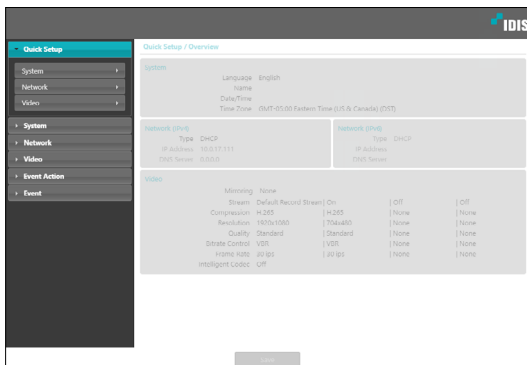 IDIS
Quick Setup
Quick Setup / Overview
System
Network
Video
System
Network
Video
Event Action
Event
System
Language English
Name
Date/Time
Time Zone GMT-05:00 Eastern Time (US & Canada) (DST)
Network (IPv4)
Type DHCP
IP Address 10.0.17.111
DNS Server 0.0.0.0
Network (IPv6)
Type DHCP
IP Address
DNS Server
Video
Mirroring None
Stream Default Record Stream | On | Off | Off
Compression H.265 | H.265 | None | None
Resolution 1920x1080 | 704x480 | None | None
Quality Standard | Standard | None | None
Bitrate Control VBR | VBR | None | None
Frame Rate 30 ips | 30 ips | None | None
Intelligent Codec Off
Save